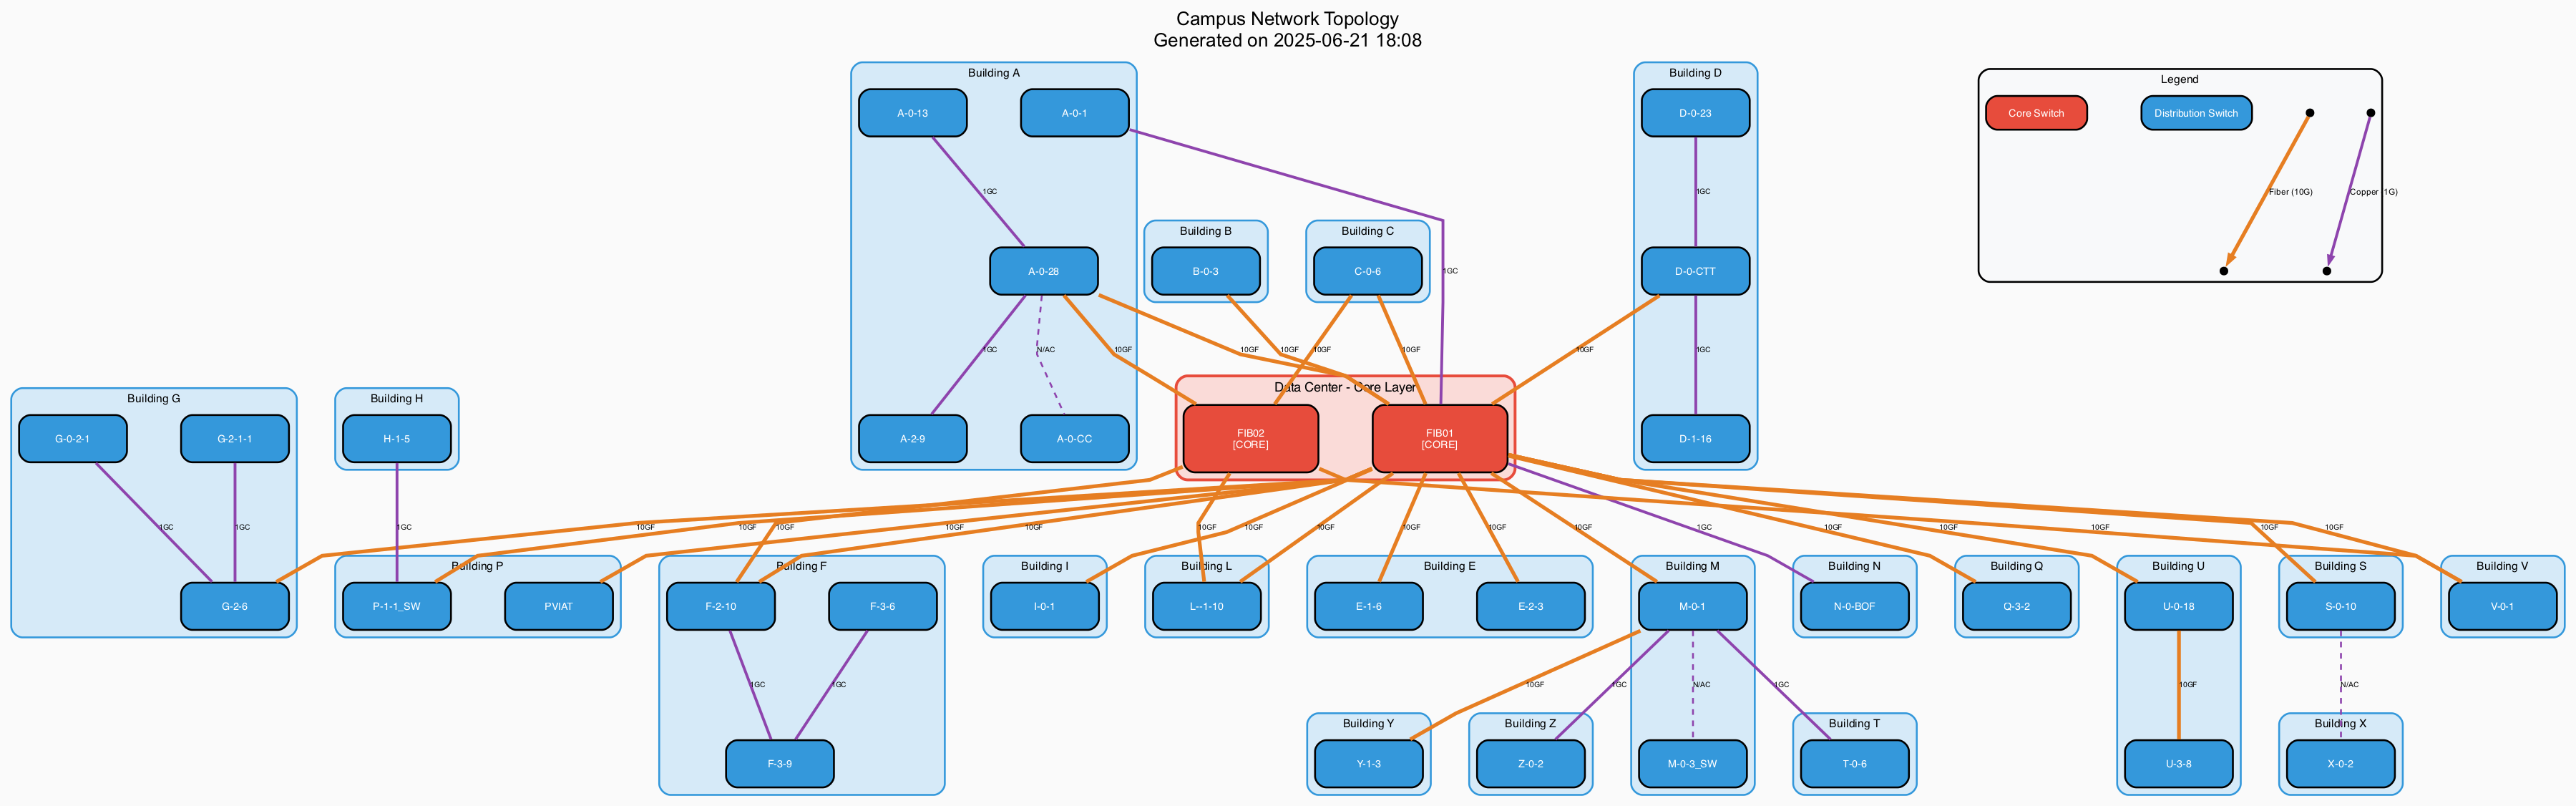 Campus Network Topology
Generated on 2025-06-21 18:08
Building A
A-0-13
A-0-1
1GC
A-0-28
1GC
N/AC
A-2-9
A-0-CC
Building B
B-0-3
Building C
C-0-6
1GC
10GF
10GF
10GF
10GF
10GF
10GF
Building D
D-0-23
1GC
D-0-CTT
1GC
D-1-16
Legend
Core Switch
Distribution Switch
Fiber (10G)
Copper (1G)
Data Center - Core Layer
FIB02
[CORE]
FIB01
[CORE]
Building G
G-0-2-1
G-2-1-1
1GC
1GC
G-2-6
Building H
H-1-5
1GC
10GF
10GF
10GF
10GF
10GF
10GF
10GF
10GF
10GF
10GF
10GF
1GC
10GF
10GF
10GF
10GF
10GF
Building P
P-1-1_SW
PVIAT
Building F
F-2-10
F-3-6
1GC
1GC
F-3-9
Building I
I-0-1
Building L
L--1-10
Building E
E-1-6
E-2-3
Building M
M-0-1
10GF
1GC
N/AC
1GC
M-0-3_SW
Building N
N-0-BOF
Building Q
Q-3-2
Building U
U-0-18
10GF
U-3-8
Building S
S-0-10
N/AC
Building V
V-0-1
Building Y
Y-1-3
Building Z
Z-0-2
Building T
T-0-6
Building X
X-0-2